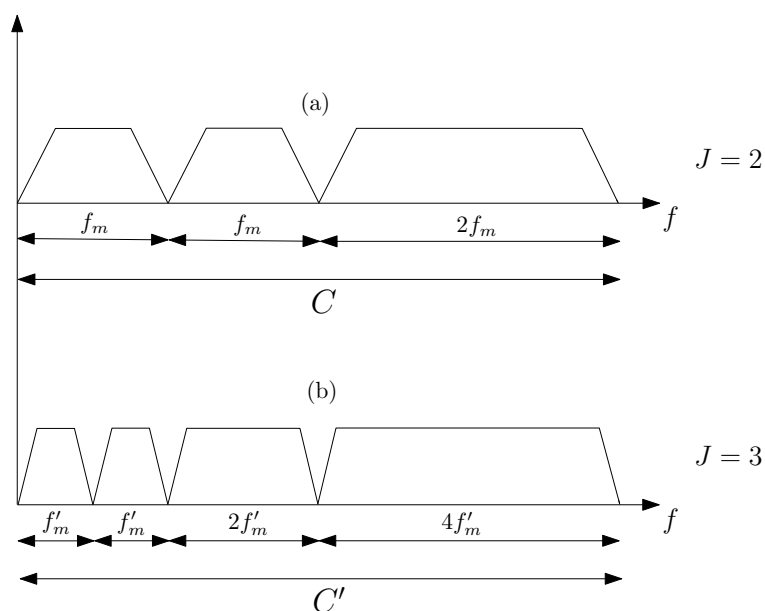 (a)
J = 2
f
f_m
f_m
2f_m
C
(b)
J = 3
f
f'_m
f'_m
2f'_m
4f'_m
C'